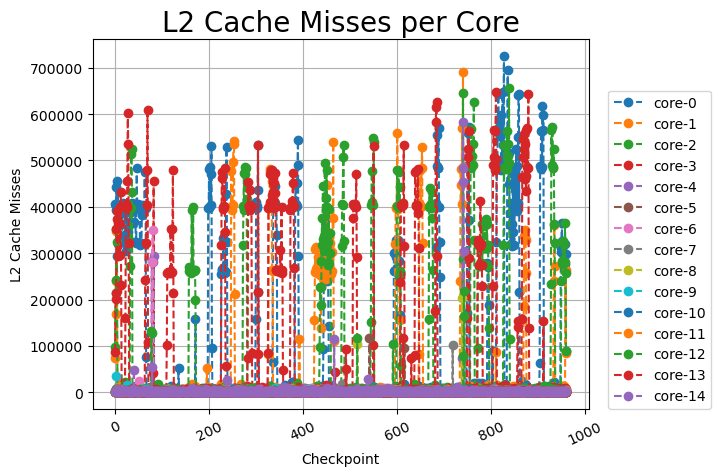 L2 Cache Misses per Core
L2 Cache Misses
700000
600000
500000
400000
300000
200000
100000
0
0
200
400
600
800
1000
Checkpoint
core-0
core-1
core-2
core-3
core-4
core-5
core-6
core-7
core-8
core-9
core-10
core-11
core-12
core-13
core-14